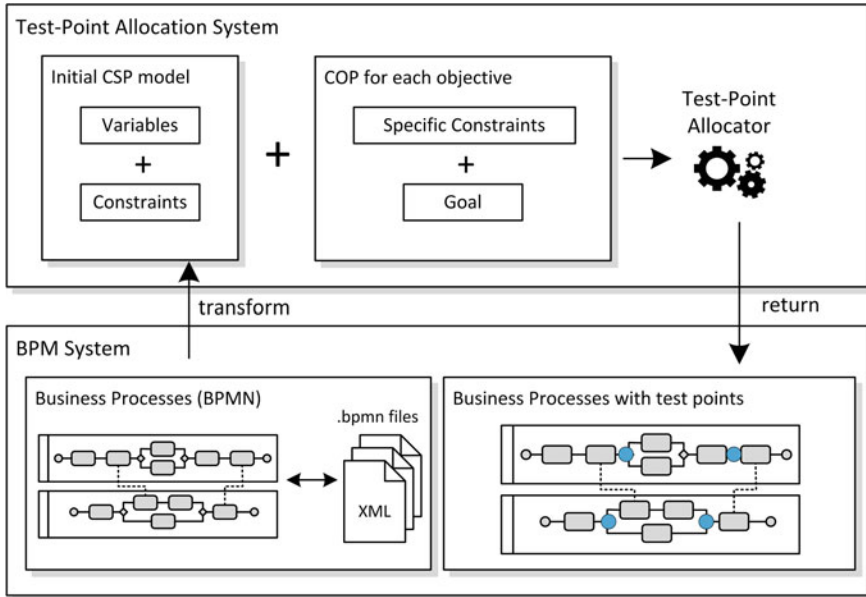 Test-Point Allocation System
Initial CSP model
Variables
+
Constraints
+
COP for each objective
Specific Constraints
+
Goal
Test-Point
Allocator
transform
return
BPM System
Business Processes (BPMN)
.bpmn files
XML
Business Processes with test points